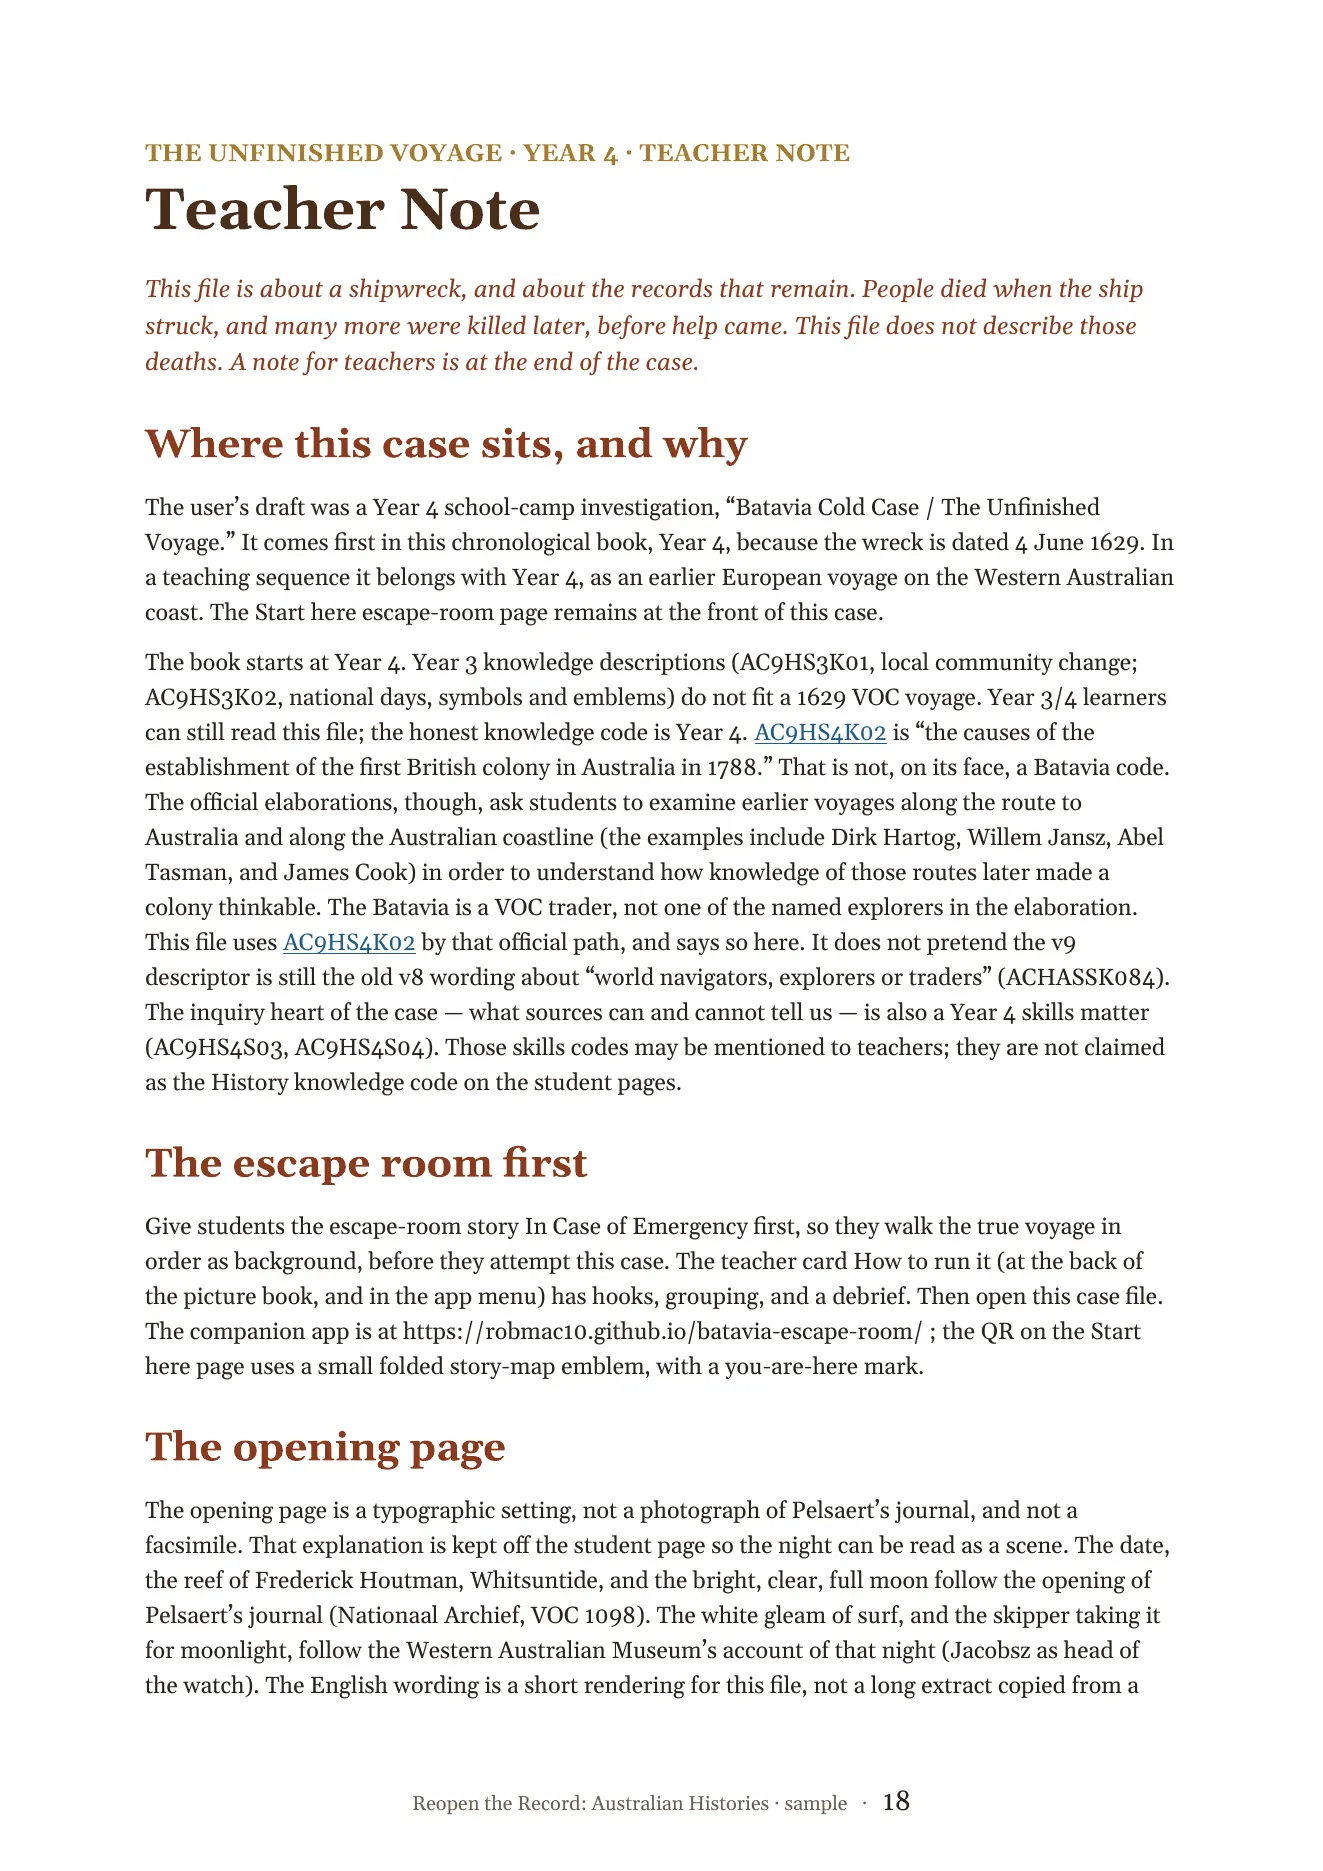 THE UNFINISHED VOYAGE · YEAR 4 · TEACHER NOTE
Teacher Note
This file is about a shipwreck, and about the records that remain. People died when the ship
struck, and many more were killed later, before help came. This file does not describe those
deaths. A note for teachers is at the end of the case.
Where this case sits, and why
The user’s draft was a Year 4 school-camp investigation, “Batavia Cold Case / The Unfinished
Voyage.” It comes first in this chronological book, Year 4, because the wreck is dated 4 June 1629. In
a teaching sequence it belongs with Year 4, as an earlier European voyage on the Western Australian
coast. The Start here escape-room page remains at the front of this case.
The book starts at Year 4. Year 3 knowledge descriptions (AC9HS3K01, local community change;
AC9HS3K02, national days, symbols and emblems) do not fit a 1629 VOC voyage. Year 3/4 learners
can still read this file; the honest knowledge code is Year 4. AC9HS4K02 is “the causes of the
establishment of the first British colony in Australia in 1788.” That is not, on its face, a Batavia code.
The official elaborations, though, ask students to examine earlier voyages along the route to
Australia and along the Australian coastline (the examples include Dirk Hartog, Willem Jansz, Abel
Tasman, and James Cook) in order to understand how knowledge of those routes later made a
colony thinkable. The Batavia is a VOC trader, not one of the named explorers in the elaboration.
This file uses AC9HS4K02 by that official path, and says so here. It does not pretend the v9
descriptor is still the old v8 wording about “world navigators, explorers or traders” (ACHASSK084).
The inquiry heart of the case — what sources can and cannot tell us — is also a Year 4 skills matter
(AC9HS4S03, AC9HS4S04). Those skills codes may be mentioned to teachers; they are not claimed
as the History knowledge code on the student pages.
The escape room first
Give students the escape-room story In Case of Emergency first, so they walk the true voyage in
order as background, before they attempt this case. The teacher card How to run it (at the back of
the picture book, and in the app menu) has hooks, grouping, and a debrief. Then open this case file.
The companion app is at https://robmac10.github.io/batavia-escape-room/ ; the QR on the Start
here page uses a small folded story-map emblem, with a you-are-here mark.
The opening page
The opening page is a typographic setting, not a photograph of Pelsaert’s journal, and not a
facsimile. That explanation is kept off the student page so the night can be read as a scene. The date,
the reef of Frederick Houtman, Whitsuntide, and the bright, clear, full moon follow the opening of
Pelsaert’s journal (Nationaal Archief, VOC 1098). The white gleam of surf, and the skipper taking it
for moonlight, follow the Western Australian Museum’s account of that night (Jacobsz as head of
the watch). The English wording is a short rendering for this file, not a long extract copied from a
Reopen the Record: Australian Histories · sample · 18